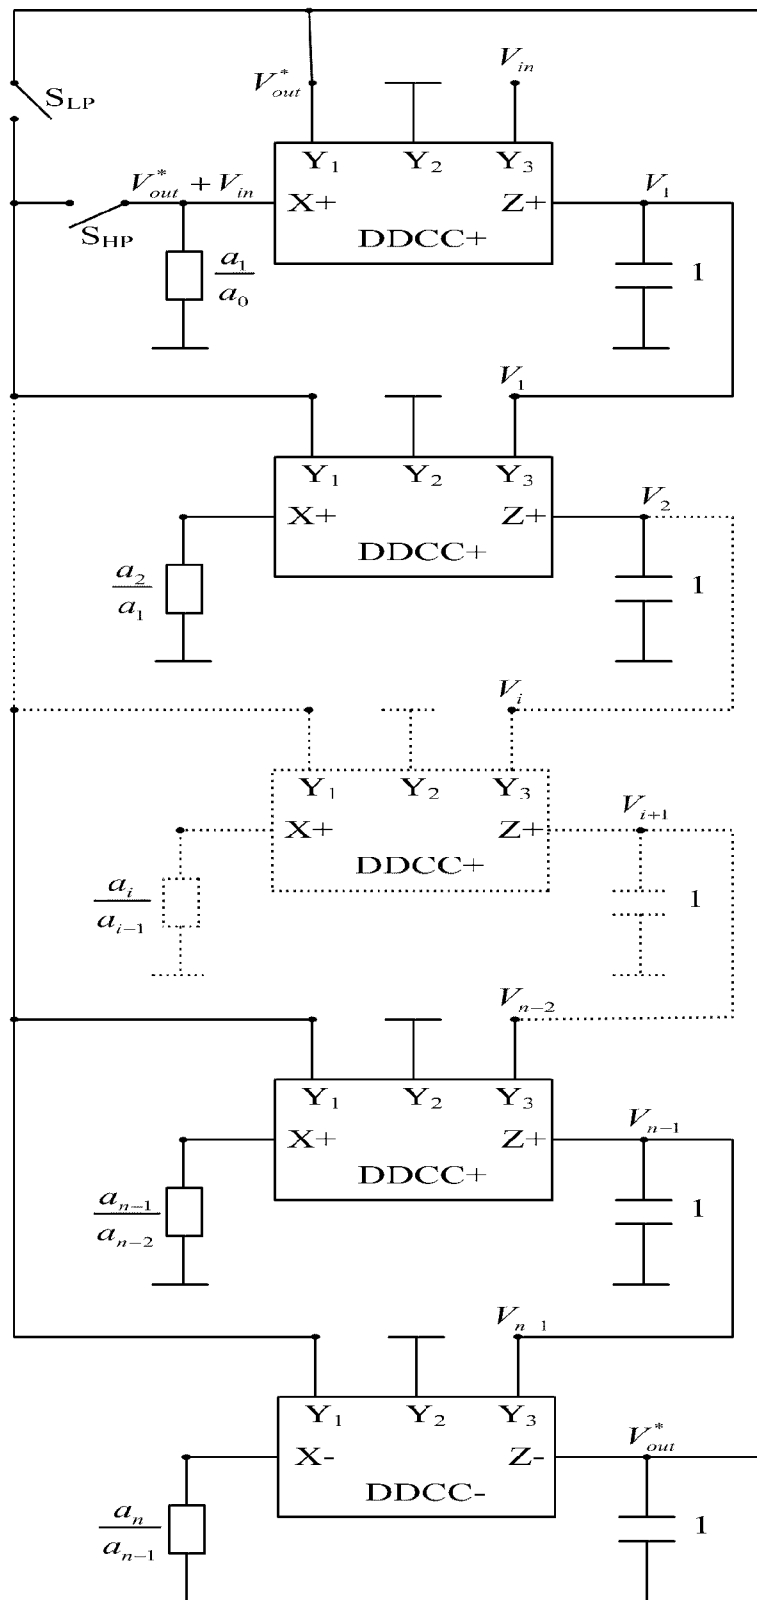 V*out
Vin
SLP
Y1 Y2 Y3
V*out + Vin
X+ Z+
V1
SHP
DDCC+
a1/a0
1
V1
Y1 Y2 Y3
X+ Z+
V2
DDCC+
a2/a1
1
Vi
Y1 Y2 Y3
X+ Z+
Vi+1
DDCC+
ai/ai−1
1
Vn−2
Y1 Y2 Y3
X+ Z+
Vn−1
DDCC+
an−1/an−2
1
Vn−1
Y1 Y2 Y3
X- Z-
V*out
DDCC-
an/an−1
1